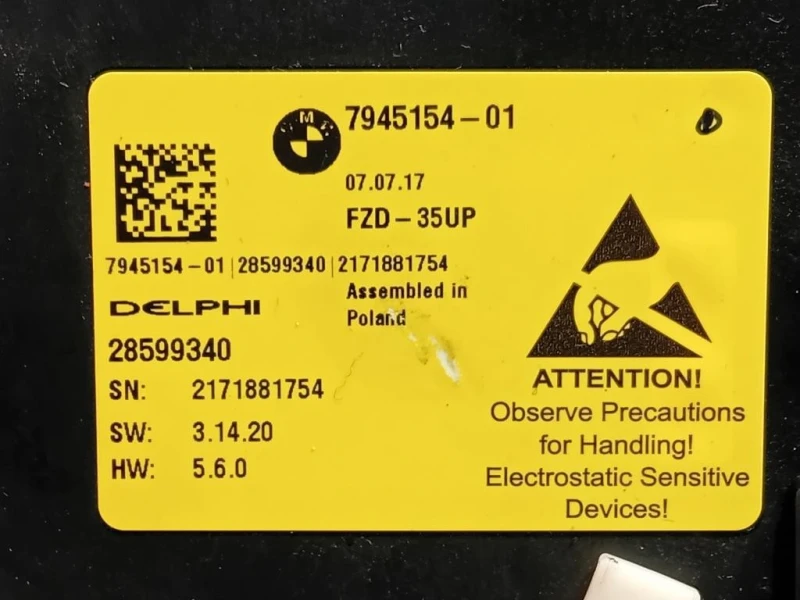 BMW
7945154-01
07.07.17
FZD-35UP
7945154-01|28599340|2171881754
DELPHI
Assembled in
Poland
28599340
SN: 2171881754
SW: 3.14.20
HW: 5.6.0
ATTENTION!
Observe Precautions
for Handling!
Electrostatic Sensitive
Devices!